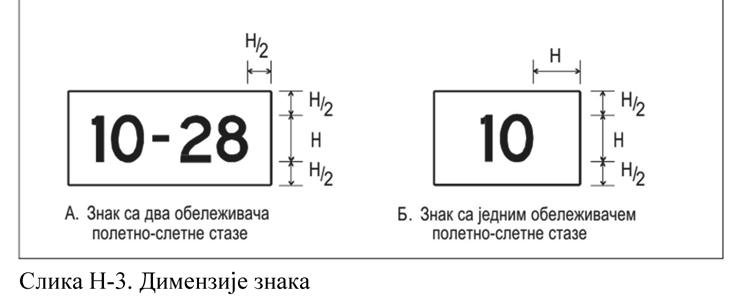 H/2
H
10-28
H/2
H
H/2
10
H/2
H
H/2
А. Знак са два обележивача
полетно-слетне стазе
Б. Знак са једним обележивачем
полетно-слетне стазе
Слика Н-3. Димензије знака